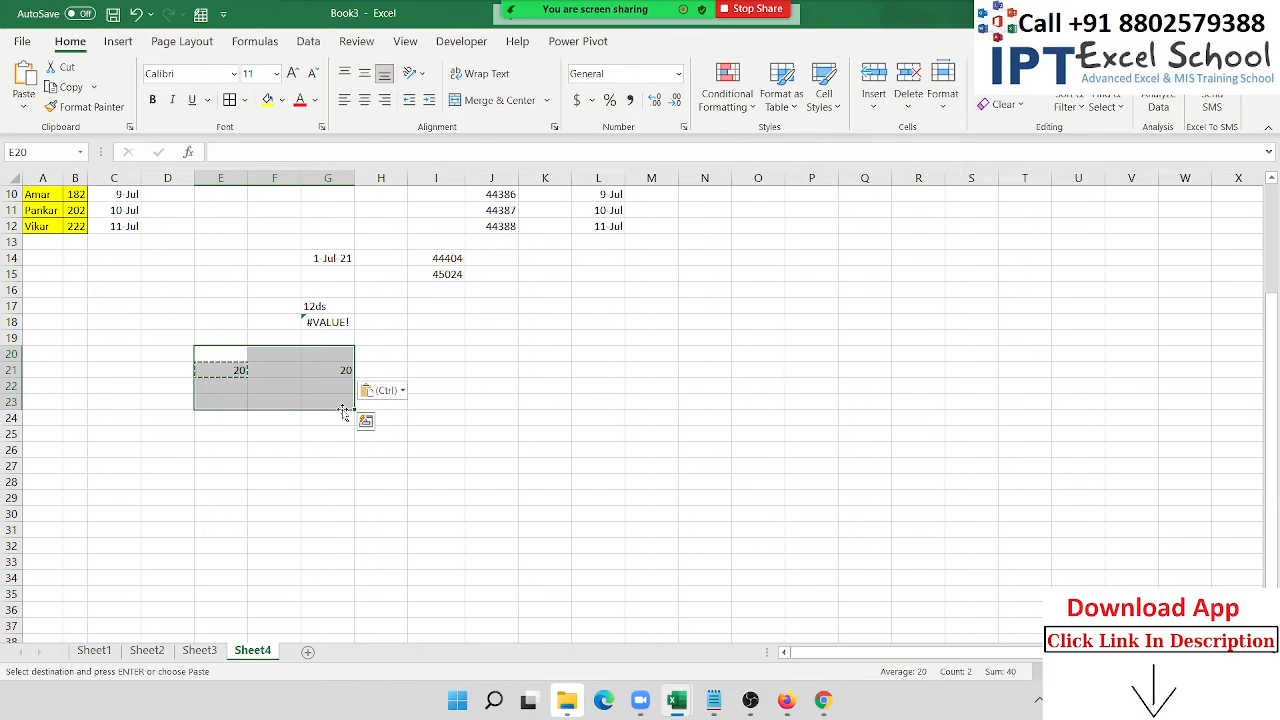 AutoSave Off
Book3 - Excel
You are screen sharing
Stop Share
Call +91 8802579388
IPT Excel School
Advanced Excel & MIS Training School
File Home Insert Page Layout Formulas Data Review View Developer Help Power Pivot
Paste
Cut
Copy
Format Painter
Clipboard
Calibri 11
B I U
Font
Wrap Text
Merge & Center
Alignment
General
$ % ,
Number
Conditional Formatting
Format as Table
Cell Styles
Styles
Insert
Delete
Format
Cells
Clear
Filter
Select
Editing
Data
Analysis
SMS
Excel To SMS
E20
fx
A B C D E F G H I J K L M N O P Q R S T U V W X
10 Amar 182 9-Jul 44386 9-Jul
11 Pankar 202 10-Jul 44387 10-Jul
12 Vikar 222 11-Jul 44388 11-Jul
13
14 1-Jul-21 44404
15 45024
16
17 12ds
18 #VALUE!
19
20
21 20 20
22 (Ctrl)
23
24
25
26
27
28
29
30
31
32
33
34
35
36
37
38
Sheet1 Sheet2 Sheet3 Sheet4
Select destination and press ENTER or choose Paste
Average: 20 Count: 2 Sum: 40
Download App
Click Link In Description